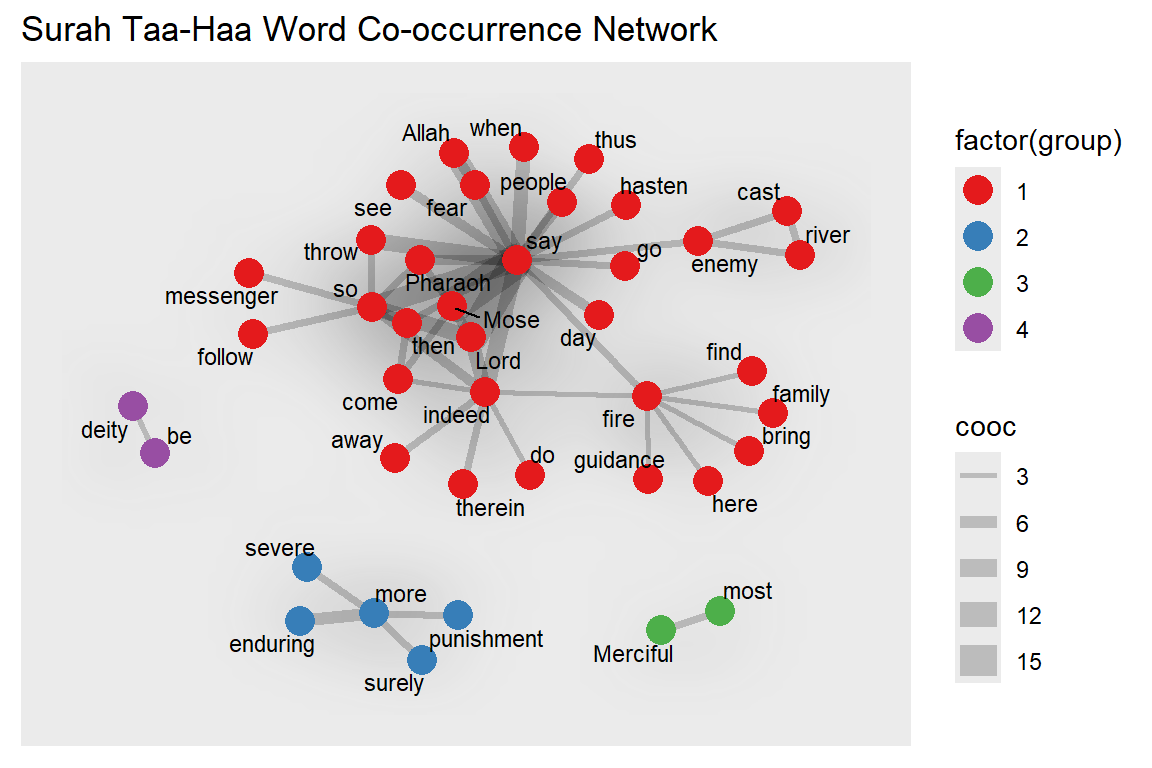 Surah Taa-Haa Word Co-occurrence Network
Allah
when
thus
see
fear
people
hasten
cast
river
throw
say
go
enemy
messenger
so
Pharaoh
Mose
day
follow
then
Lord
find
family
come
indeed
fire
bring
deity
be
away
do
guidance
here
therein
severe
more
enduring
punishment
surely
most
Merciful
factor(group)
1
2
3
4
cooc
3
6
9
12
15